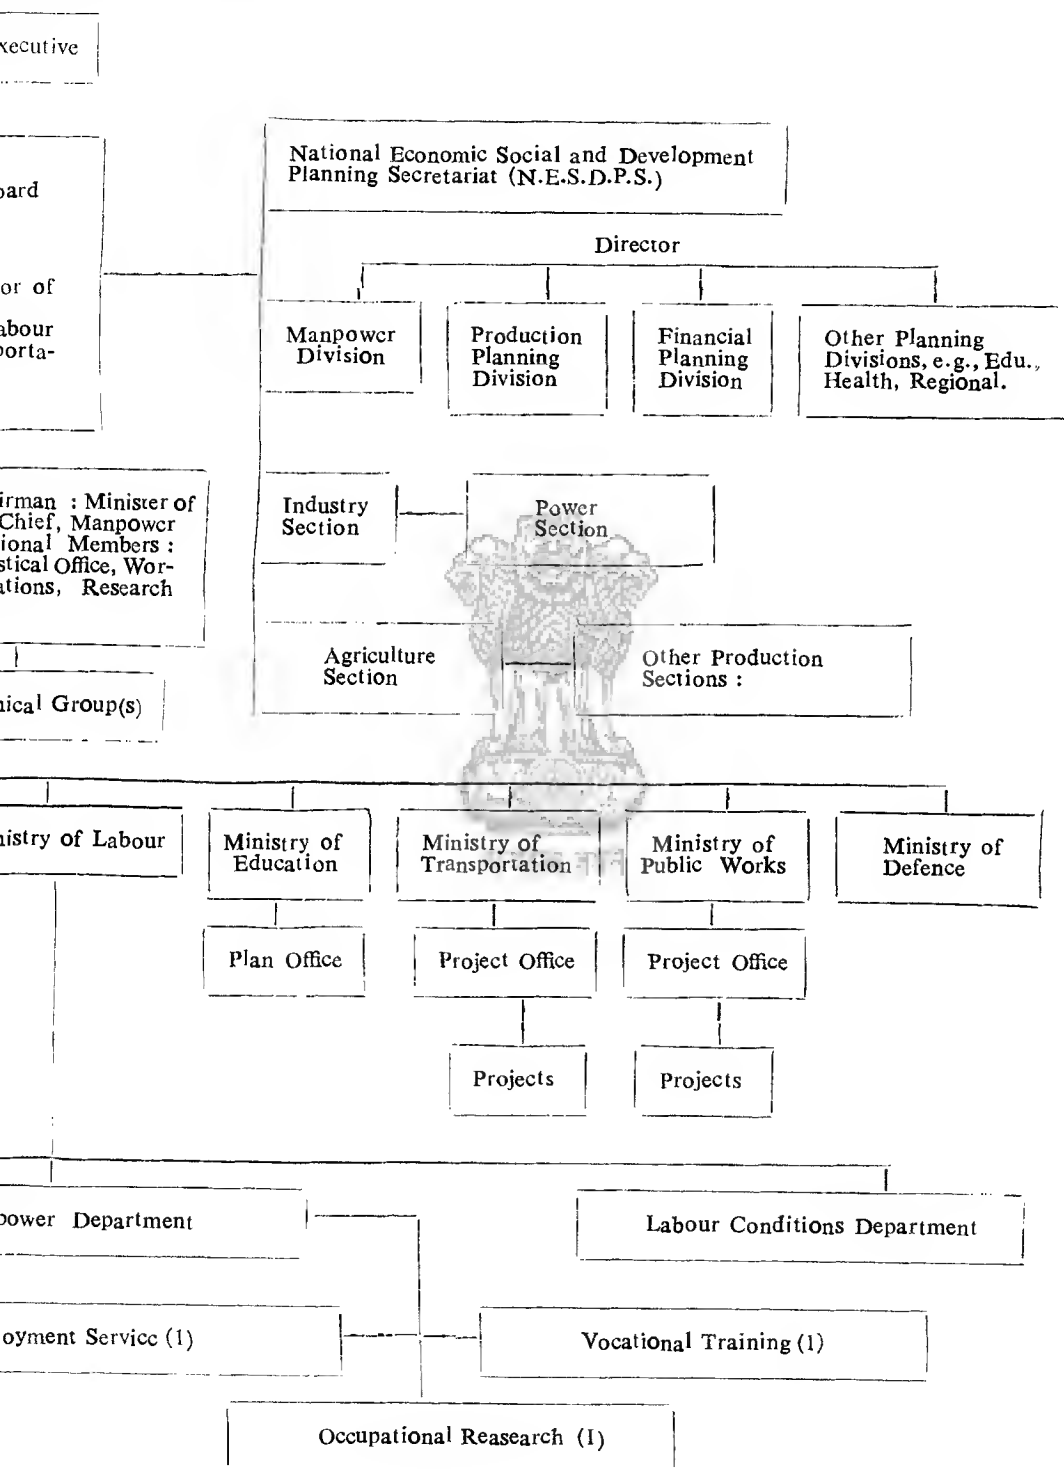 xecutive
National Economic Social and Development
Planning Secretariat (N.E.S.D.P.S.)
oard
or of
abour
porta-
Director
Manpower
Division
Production
Planning
Division
Financial
Planning
Division
Other Planning
Divisions, e.g., Edu.,
Health, Regional.
irman : Minister of
Chief, Manpower
ional Members :
stical Office, Wor-
ations, Research
Industry
Section
Power
Section
Agriculture
Section
Other Production
Sections :
nical Group(s)
nistry of Labour
Ministry of
Education
Ministry of
Transportation
Ministry of
Public Works
Ministry of
Defence
Plan Office
Project Office
Project Office
Projects
Projects
power Department
Labour Conditions Department
oyment Service (1)
Vocational Training (1)
Occupational Reasearch (I)